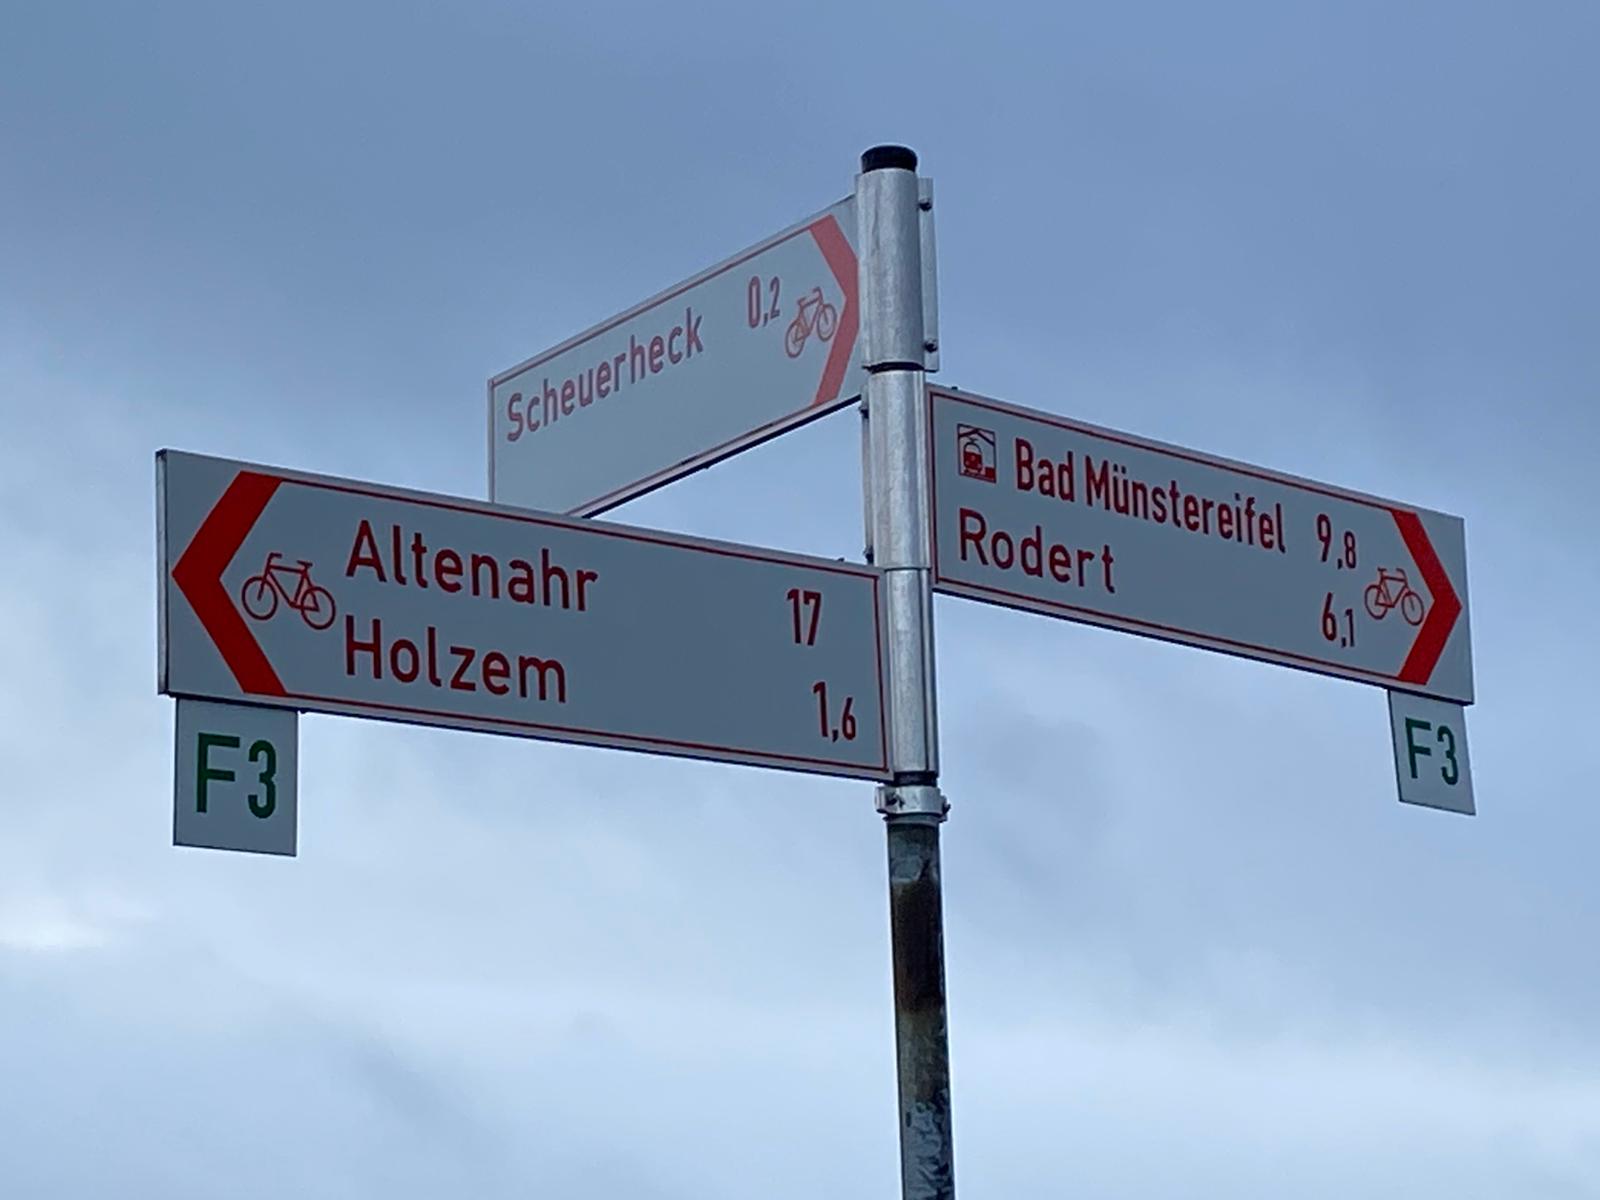 Scheuerheck 0,2
Bad Münstereifel 9,8
Rodert 6,1
F3
Altenahr 17
Holzem 1,6
F3